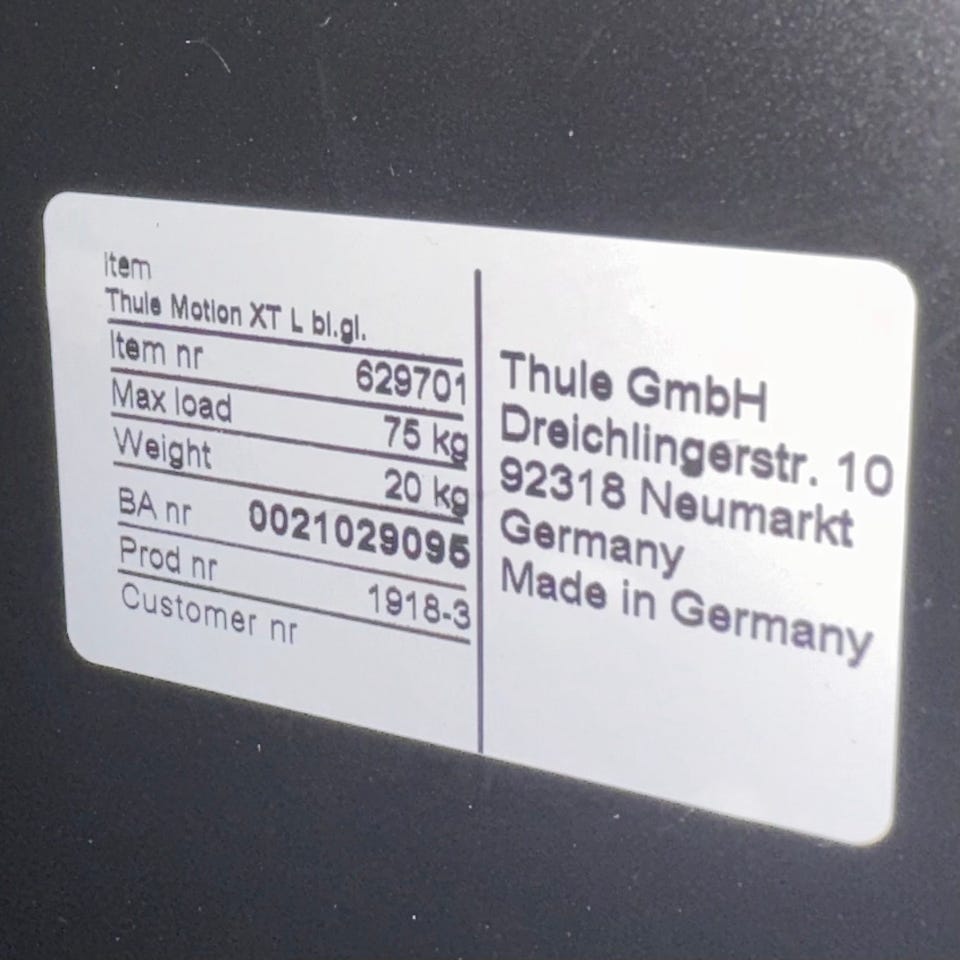 Item
Thule Motion XT L bl.gl.
Item nr 629701
Max load 75 kg
Weight 20 kg
BA nr 0021029095
Prod nr 1918-3
Customer nr
Thule GmbH
Dreichlingerstr. 10
92318 Neumarkt
Germany
Made in Germany